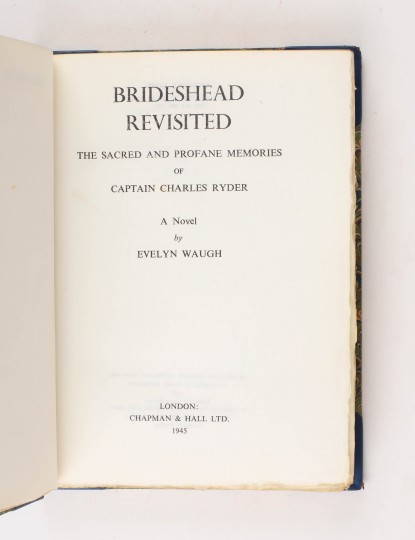 BRIDESHEAD
REVISITED
THE SACRED AND PROFANE MEMORIES
OF
CAPTAIN CHARLES RYDER
A Novel
by
EVELYN WAUGH
LONDON:
CHAPMAN & HALL LTD.
1945